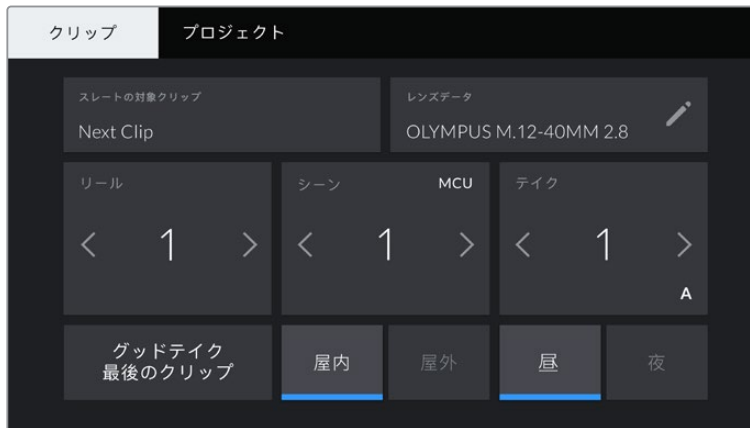 クリップ プロジェクト
スレートの対象クリップ
Next Clip
レンズデータ
OLYMPUS M.12-40MM 2.8
リール
1
シーン MCU
1
テイク
1
A
グッドテイク
最後のクリップ
屋内
屋外
昼
夜